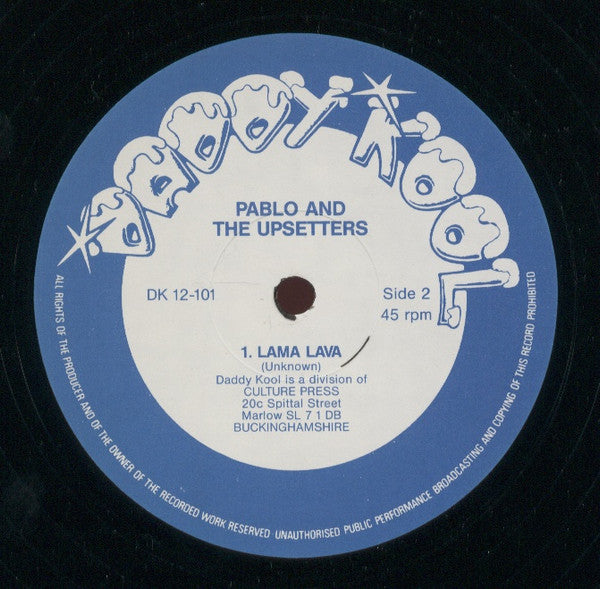 DADDY KOOL
PABLO AND
THE UPSETTERS
DK 12-101
Side 2
45 rpm
1. LAMA LAVA
(Unknown)
Daddy Kool is a division of
CULTURE PRESS
20c Spittal Street
Marlow SL 7 1 DB
BUCKINGHAMSHIRE
ALL RIGHTS OF THE PRODUCER AND OF THE OWNER OF THE RECORDED WORK RESERVED UNAUTHORISED PUBLIC PERFORMANCE BROADCASTING AND COPYING OF THIS RECORD PROHIBITED